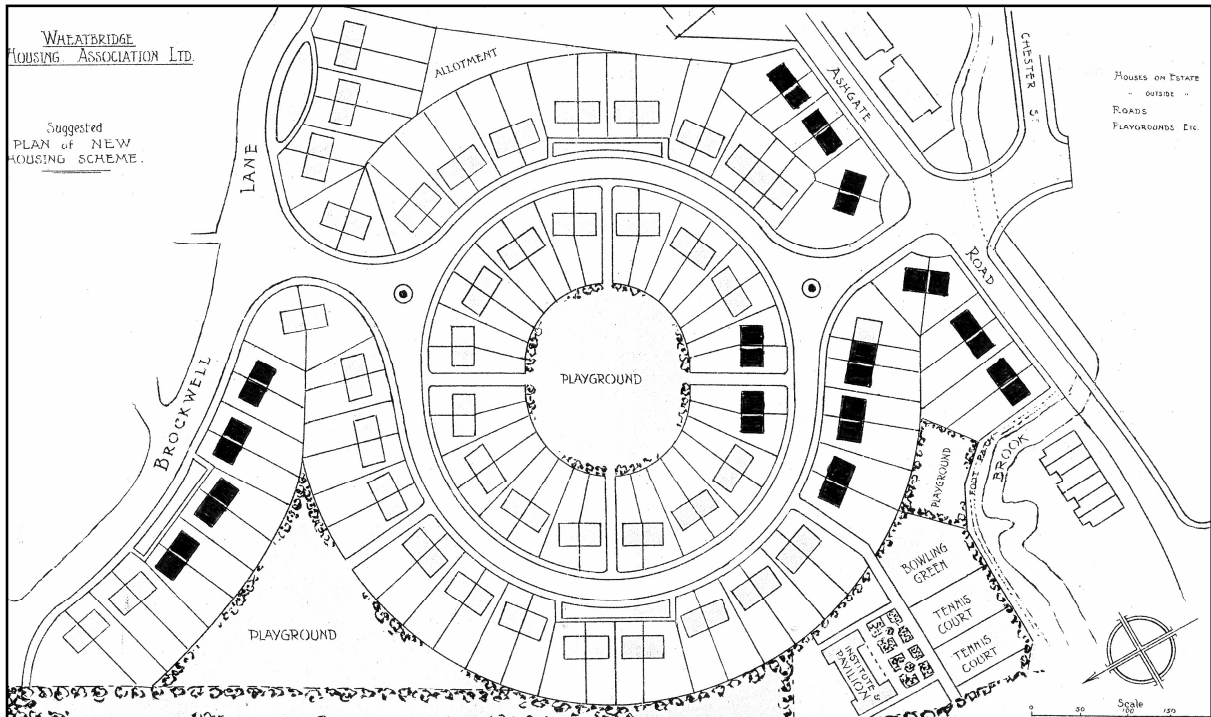 WHEATBRIDGE
HOUSING ASSOCIATION LTD.
Suggested
PLAN of NEW
HOUSING SCHEME.
ALLOTMENT
ASHGATE
ROAD
CHESTER ST
HOUSES ON ESTATE
" OUTSIDE "
ROADS
PLAYGROUNDS ETC.
LANE
BROCKWELL
PLAYGROUND
PLAYGROUND
PLAYGROUND
FOOT PATH
BROOK
BOWLING
GREEN
TENNIS
COURT
TENNIS
COURT
INSTITUTE &
PAVILION
Scale
0 50 100 150